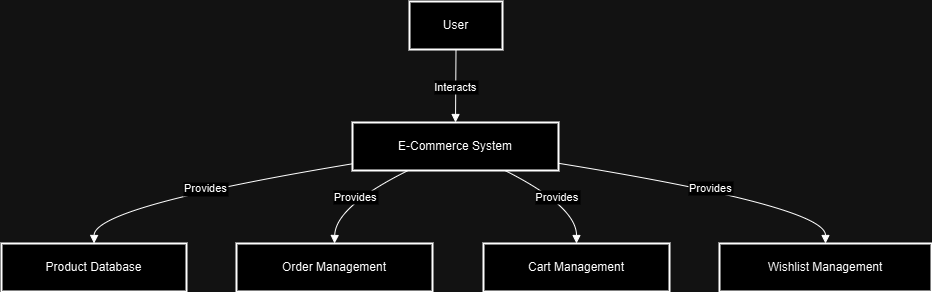 User
Interacts
E-Commerce System
Provides
Provides
Provides
Provides
Product Database
Order Management
Cart Management
Wishlist Management